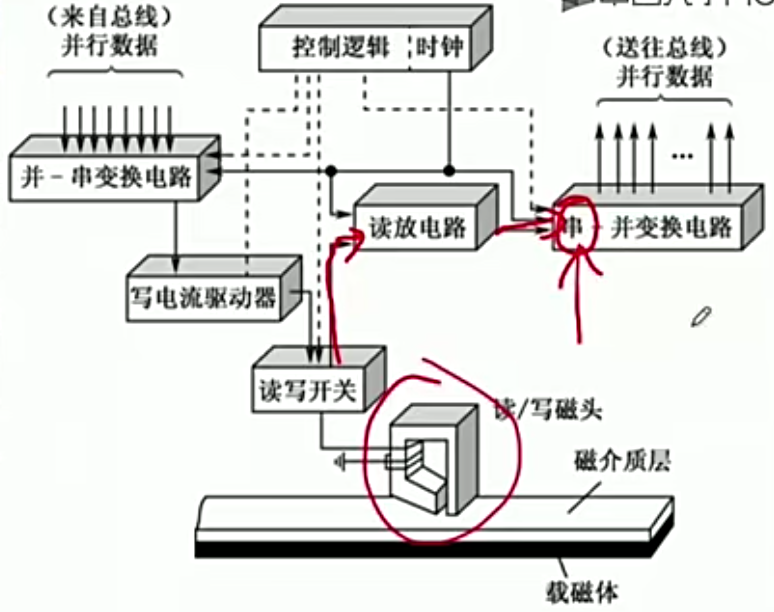 （来自总线）
并行数据
控制逻辑 时钟
（送往总线）
并行数据
并－串变换电路
读放电路
串－并变换电路
...
写电流驱动器
读写开关
读/写磁头
磁介质层
载磁体